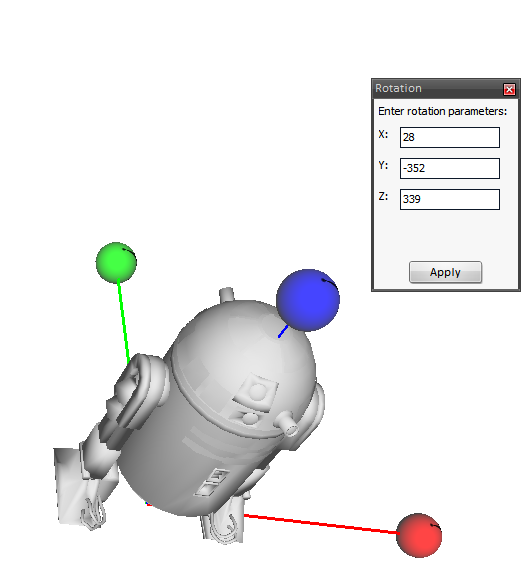 Rotation
Enter rotation parameters:
X: 28
Y: -352
Z: 339
Apply